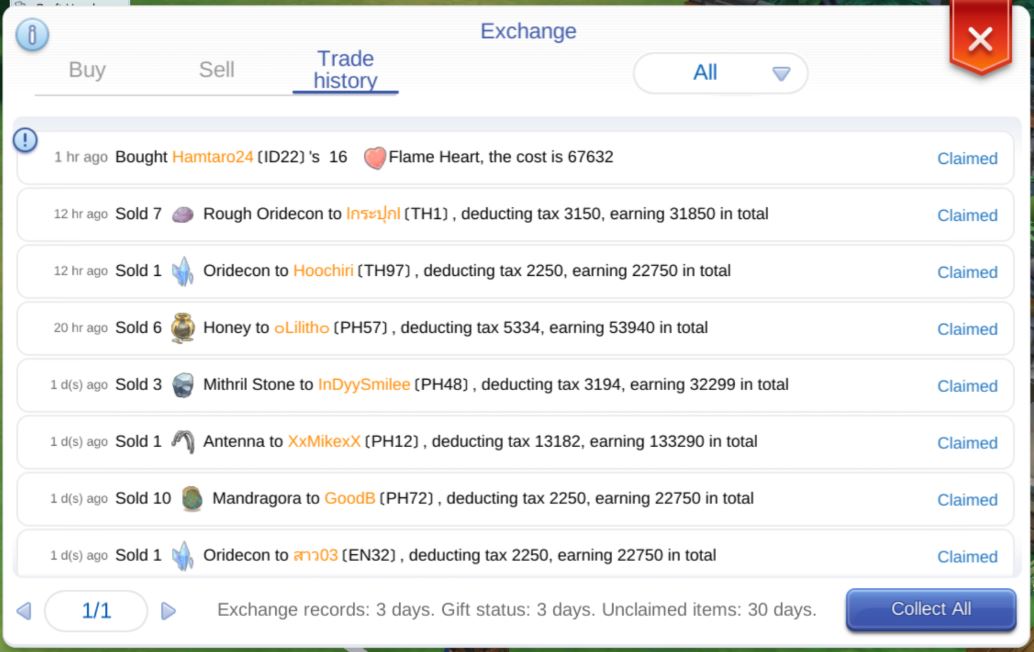 Exchange
Buy
Sell
Trade
history
All
1 hr ago Bought Hamtaro24 (ID22) 's 16 Flame Heart, the cost is 67632 Claimed
12 hr ago Sold 7 Rough Oridecon to โกระปุกโ (TH1) , deducting tax 3150, earning 31850 in total Claimed
12 hr ago Sold 1 Oridecon to Hoochiri (TH97) , deducting tax 2250, earning 22750 in total Claimed
20 hr ago Sold 6 Honey to oLilitho (PH57) , deducting tax 5334, earning 53940 in total Claimed
1 d(s) ago Sold 3 Mithril Stone to InDyySmilee (PH48) , deducting tax 3194, earning 32299 in total Claimed
1 d(s) ago Sold 1 Antenna to XxMikexX (PH12) , deducting tax 13182, earning 133290 in total Claimed
1 d(s) ago Sold 10 Mandragora to GoodB (PH72) , deducting tax 2250, earning 22750 in total Claimed
1 d(s) ago Sold 1 Oridecon to สาว03 (EN32) , deducting tax 2250, earning 22750 in total Claimed
1/1
Exchange records: 3 days. Gift status: 3 days. Unclaimed items: 30 days.
Collect All